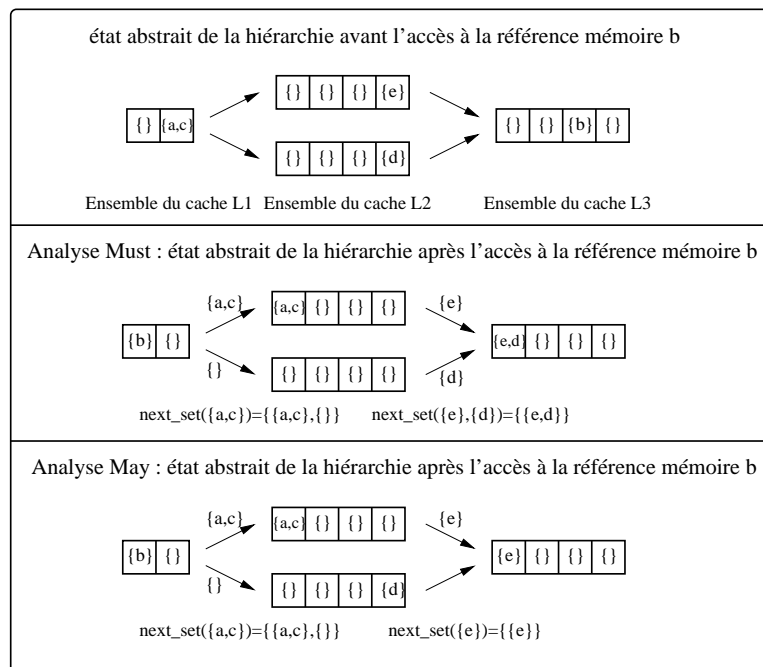 état abstrait de la hiérarchie avant l'accès à la référence mémoire b
{} {} {} {e}
{} {a,c}
{} {} {b} {}
{} {} {} {d}
Ensemble du cache L1 Ensemble du cache L2 Ensemble du cache L3
Analyse Must : état abstrait de la hiérarchie après l'accès à la référence mémoire b
{a,c} {a,c} {} {} {} {e}
{b} {} {e,d} {} {} {}
{} {} {} {} {} {d}
next_set({a,c})={{a,c},{}} next_set({e},{d})={{e,d}}
Analyse May : état abstrait de la hiérarchie après l'accès à la référence mémoire b
{a,c} {a,c} {} {} {} {e}
{b} {} {e} {} {} {}
{} {} {} {} {d}
next_set({a,c})={{a,c},{}} next_set({e})={{e}}